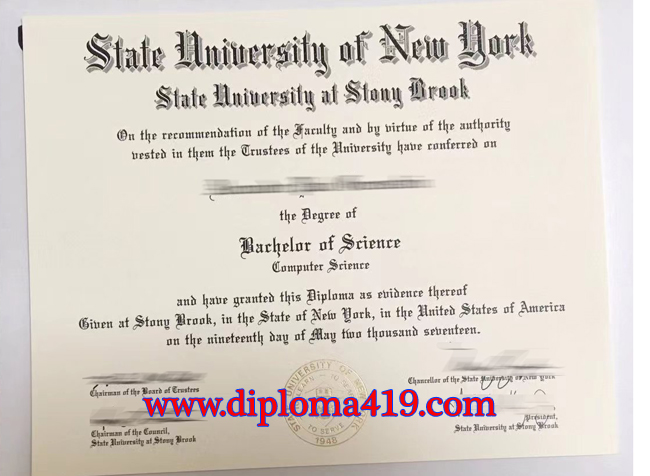 State University of New York
State University at Stony Brook
On the recommendation of the Faculty and by virtue of the authority
vested in them the Trustees of the University have conferred on
the Degree of
Bachelor of Science
Computer Science
and have granted this Diploma as evidence thereof
Given at Stony Brook, in the State of New York, in the United States of America
on the nineteenth day of May two thousand seventeen.
Chairman of the Board of Trustees
Chancellor of the State University of New York
www.diploma419.com
Chairman of the Council,
State University at Stony Brook
President,
State University at Stony Brook
TO SERVE
1948